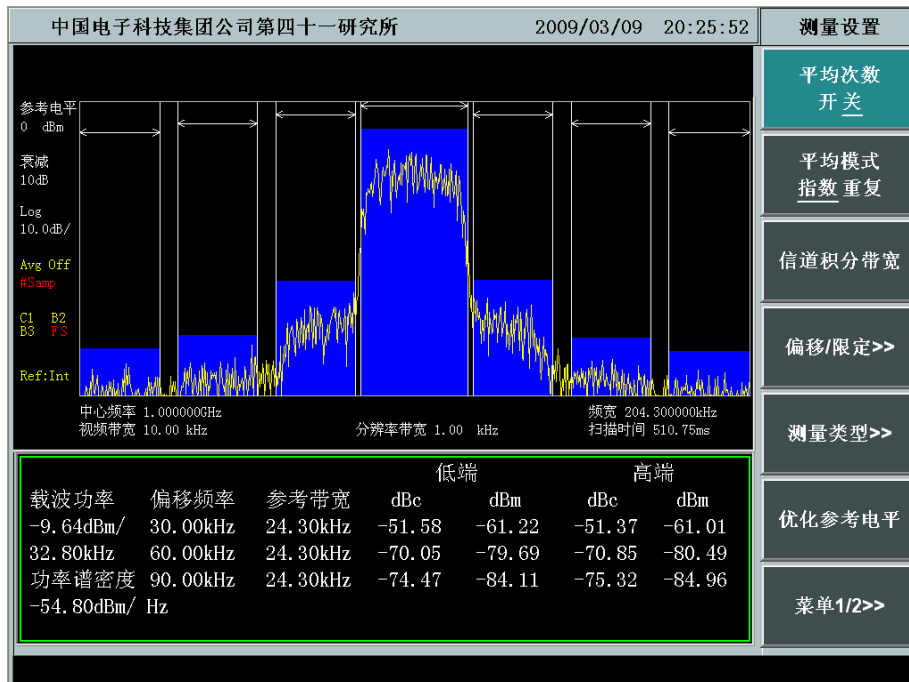 中国电子科技集团公司第四十一研究所 2009/03/09 20:25:52
测量设置
平均次数
开 关
平均模式
指数 重复
信道积分带宽
偏移/限定>>
测量类型>>
优化参考电平
菜单1/2>>
参考电平
0 dBm
衰减
10dB
Log
10.0dB/
Avg Off
#Samp
C1 B2
B3 FS
Ref:Int
中心频率 1.000000GHz 频宽 204.300000kHz
视频带宽 10.00 kHz 分辨率带宽 1.00 kHz 扫描时间 510.75ms
低端 高端
载波功率 偏移频率 参考带宽 dBc dBm dBc dBm
-9.64dBm/ 30.00kHz 24.30kHz -51.58 -61.22 -51.37 -61.01
32.80kHz 60.00kHz 24.30kHz -70.05 -79.69 -70.85 -80.49
功率谱密度 90.00kHz 24.30kHz -74.47 -84.11 -75.32 -84.96
-54.80dBm/ Hz